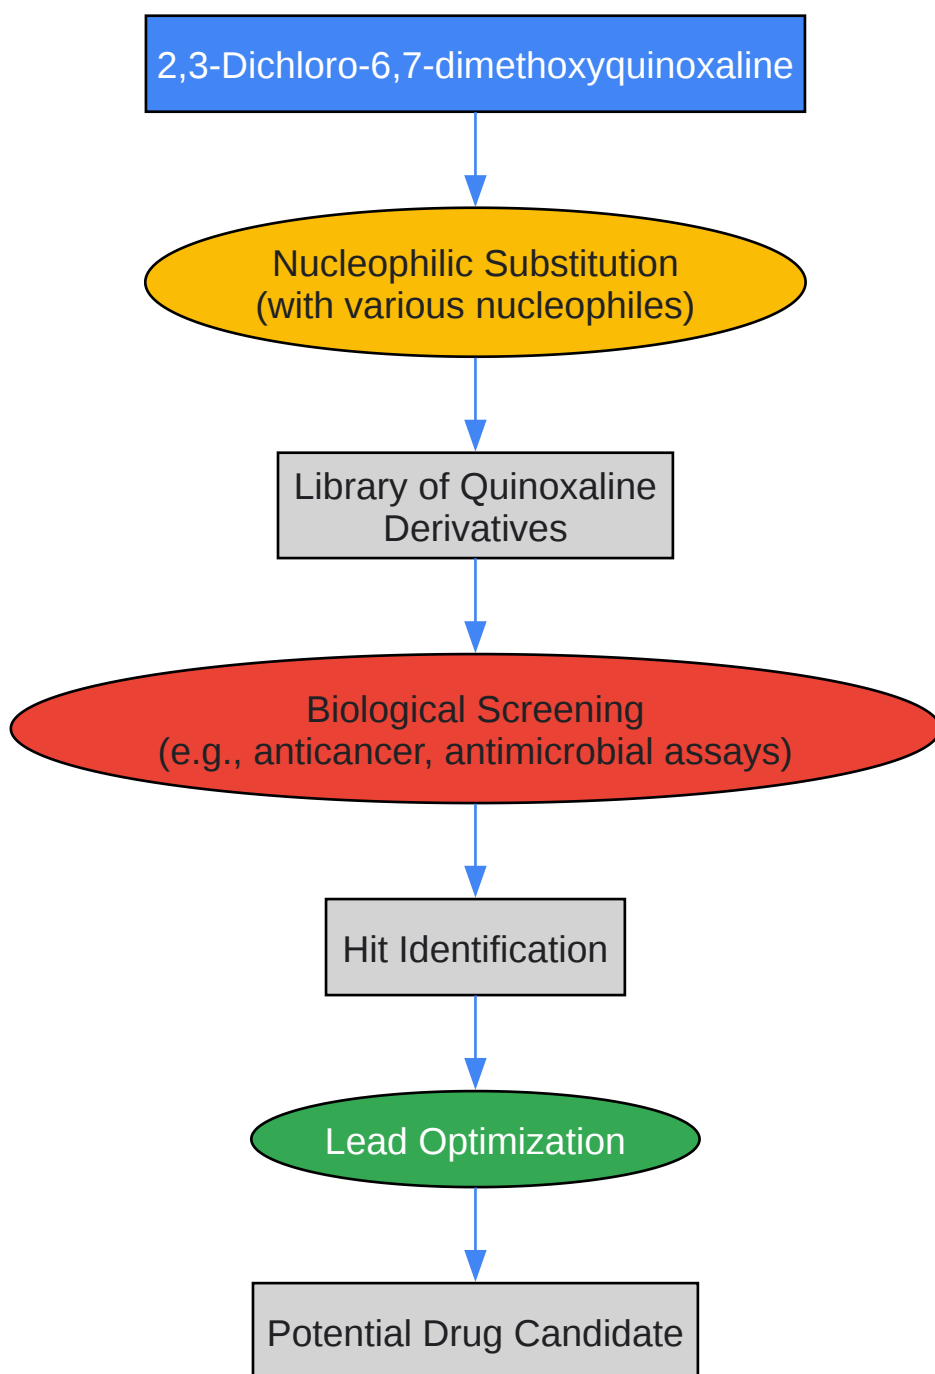 2,3-Dichloro-6,7-dimethoxyquinoxaline
Nucleophilic Substitution
(with various nucleophiles)
Library of Quinoxaline
Derivatives
Biological Screening
(e.g., anticancer, antimicrobial assays)
Hit Identification
Lead Optimization
Potential Drug Candidate